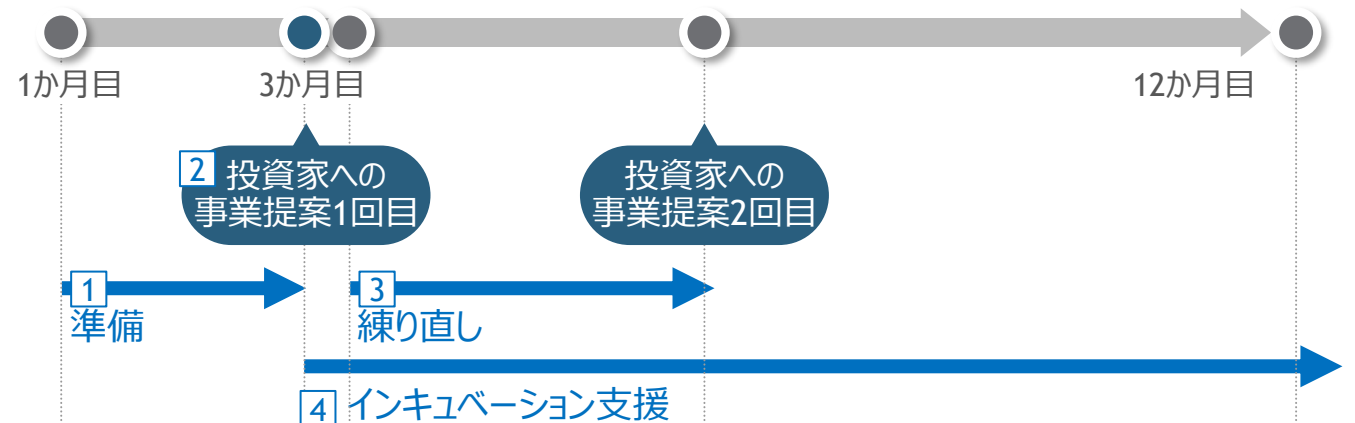 1か月目
3か月目
12か月目
2
投資家への
事業提案1回目
投資家への
事業提案2回目
1
準備
3
練り直し
4
インキュベーション支援